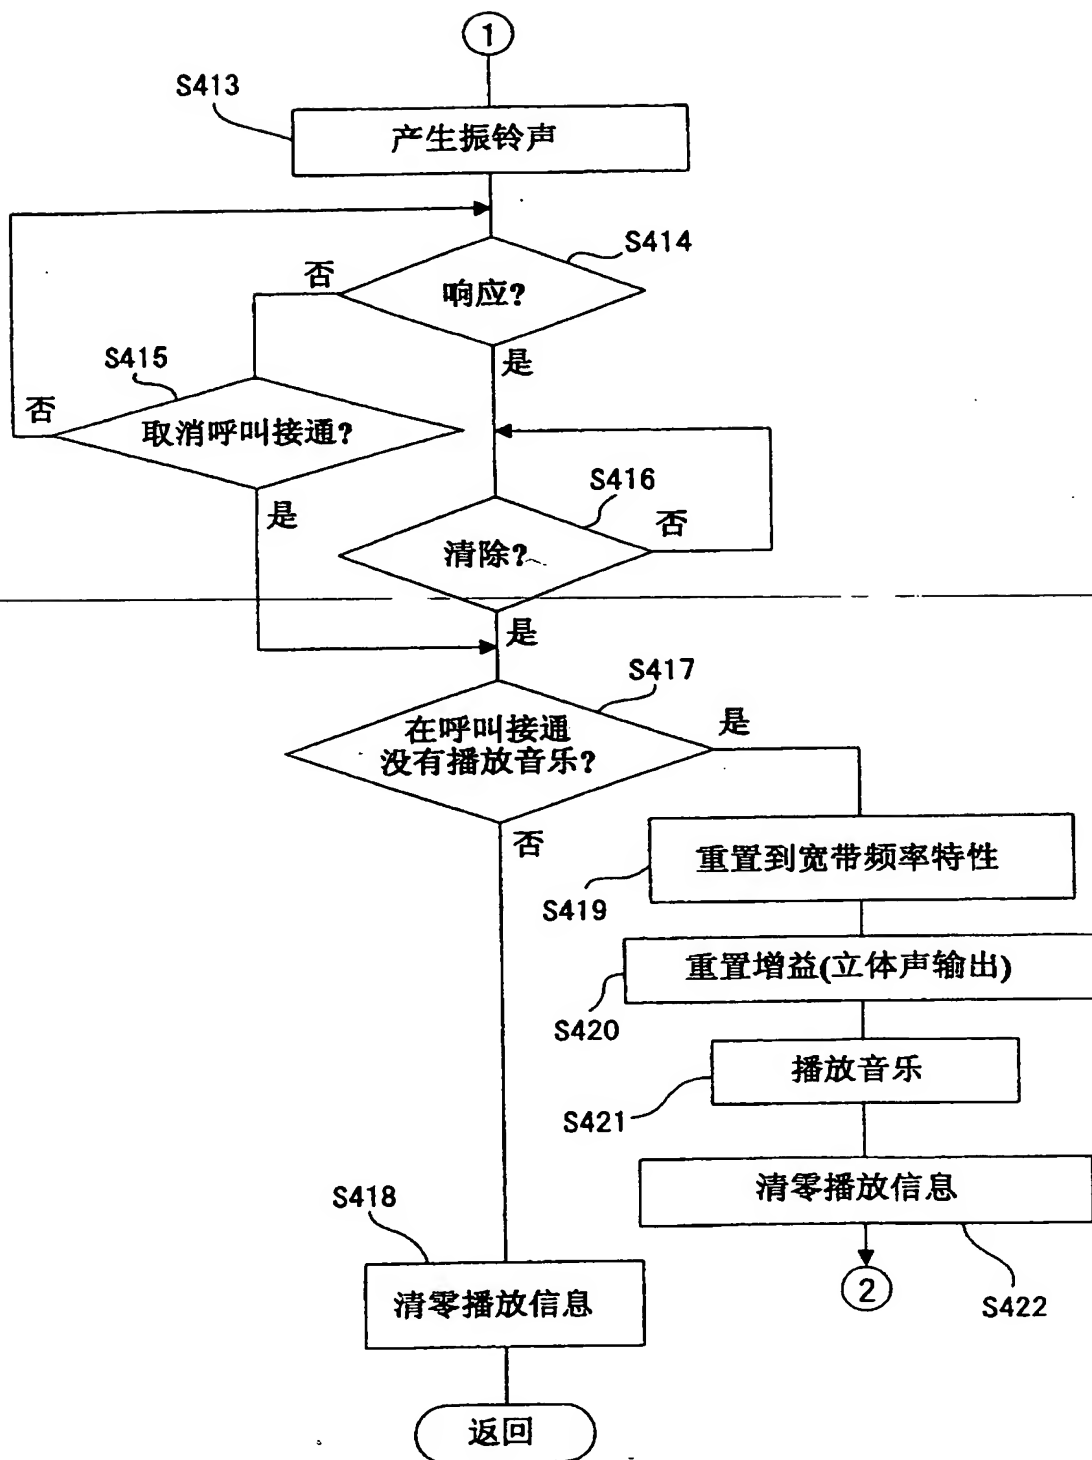 1
S413
产生振铃声
S414
否
响应?
是
S415
否
取消呼叫接通?
是
S416
否
清除?
是
S417
在呼叫接通
没有播放音乐?
是
否
重置到宽带频率特性
S419
重置增益(立体声输出)
S420
播放音乐
S421
清零播放信息
S422
2
S418
清零播放信息
返回